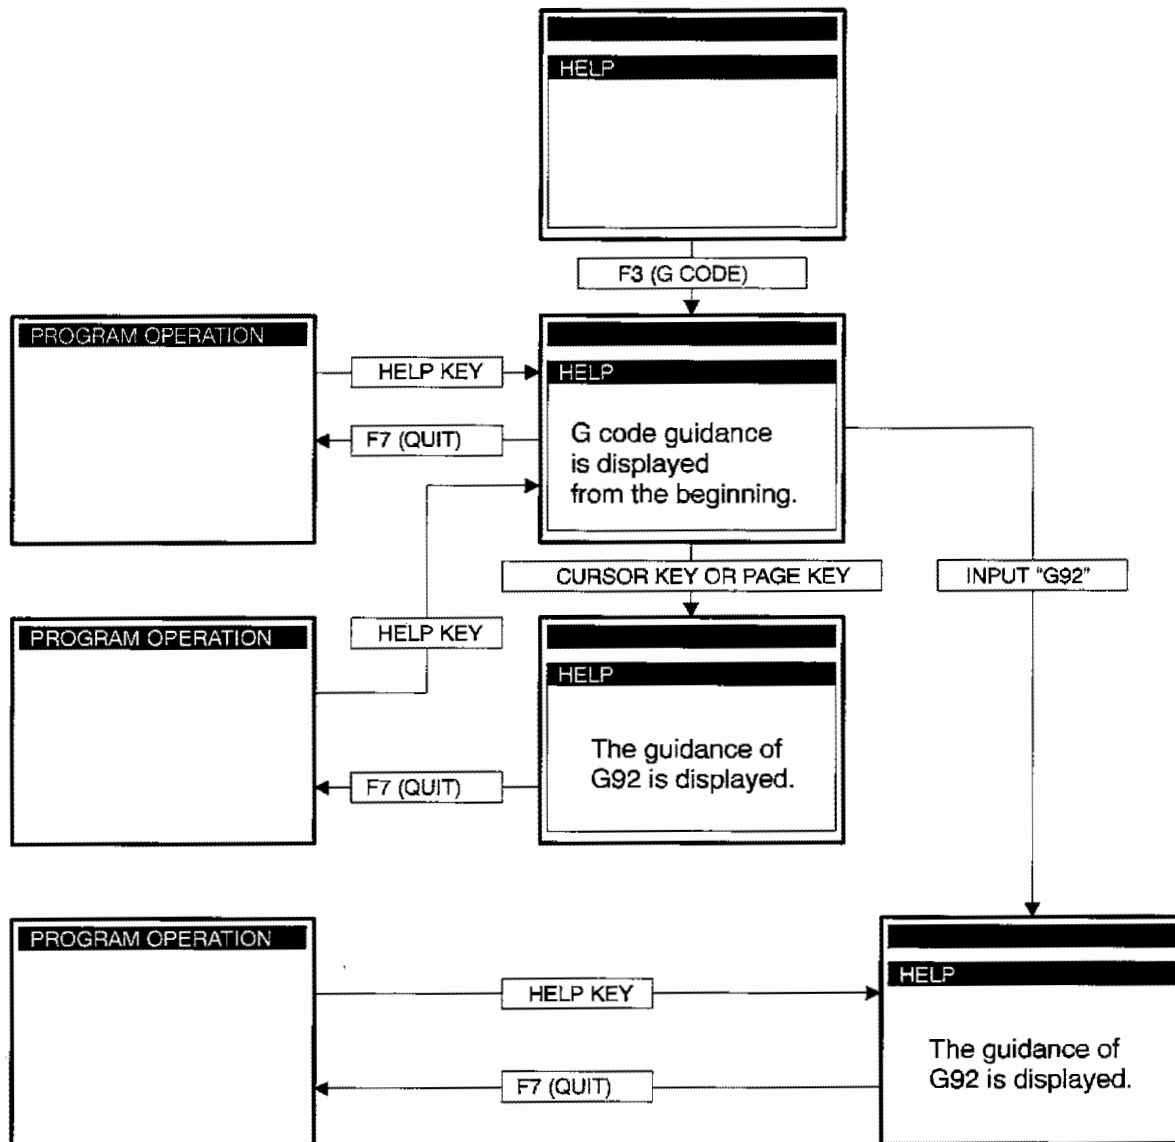 HELP
F3 (G CODE)
PROGRAM OPERATION
HELP KEY
F7 (QUIT)
HELP
G code guidance
is displayed
from the beginning.
CURSOR KEY OR PAGE KEY
INPUT "G92"
PROGRAM OPERATION
HELP KEY
F7 (QUIT)
HELP
The guidance of
G92 is displayed.
PROGRAM OPERATION
HELP KEY
F7 (QUIT)
HELP
The guidance of
G92 is displayed.